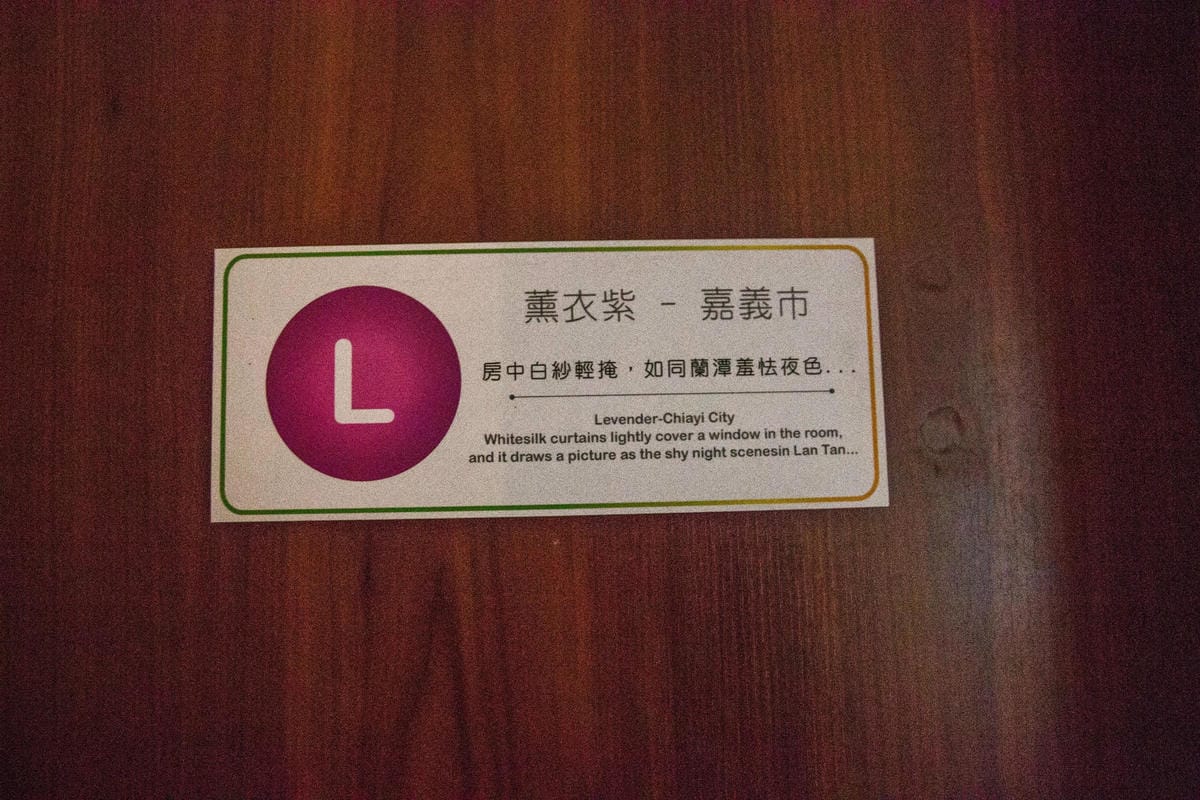 L
薰衣紫 - 嘉義市
房中白紗輕掩，如同蘭潭羞怯夜色...
Levender-Chiayi City
Whitesilk curtains lightly cover a window in the room,
and it draws a picture as the shy night scenesin Lan Tan...